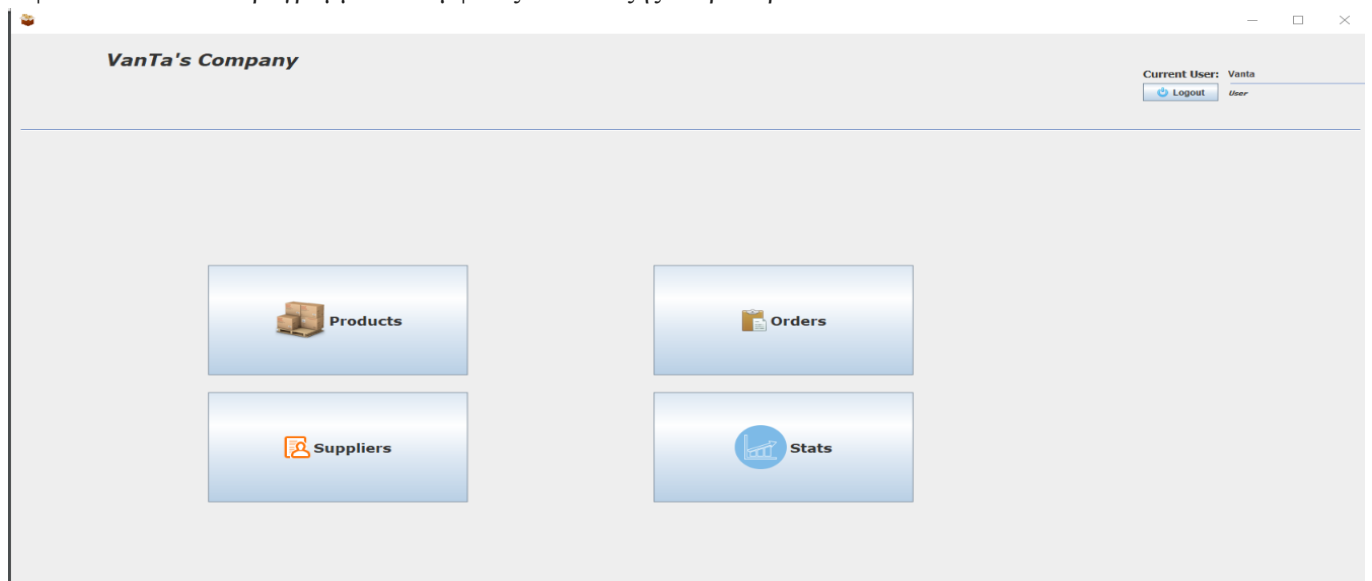 VanTa's Company
Current User: Vanta
Logout User
Products
Orders
Suppliers
Stats